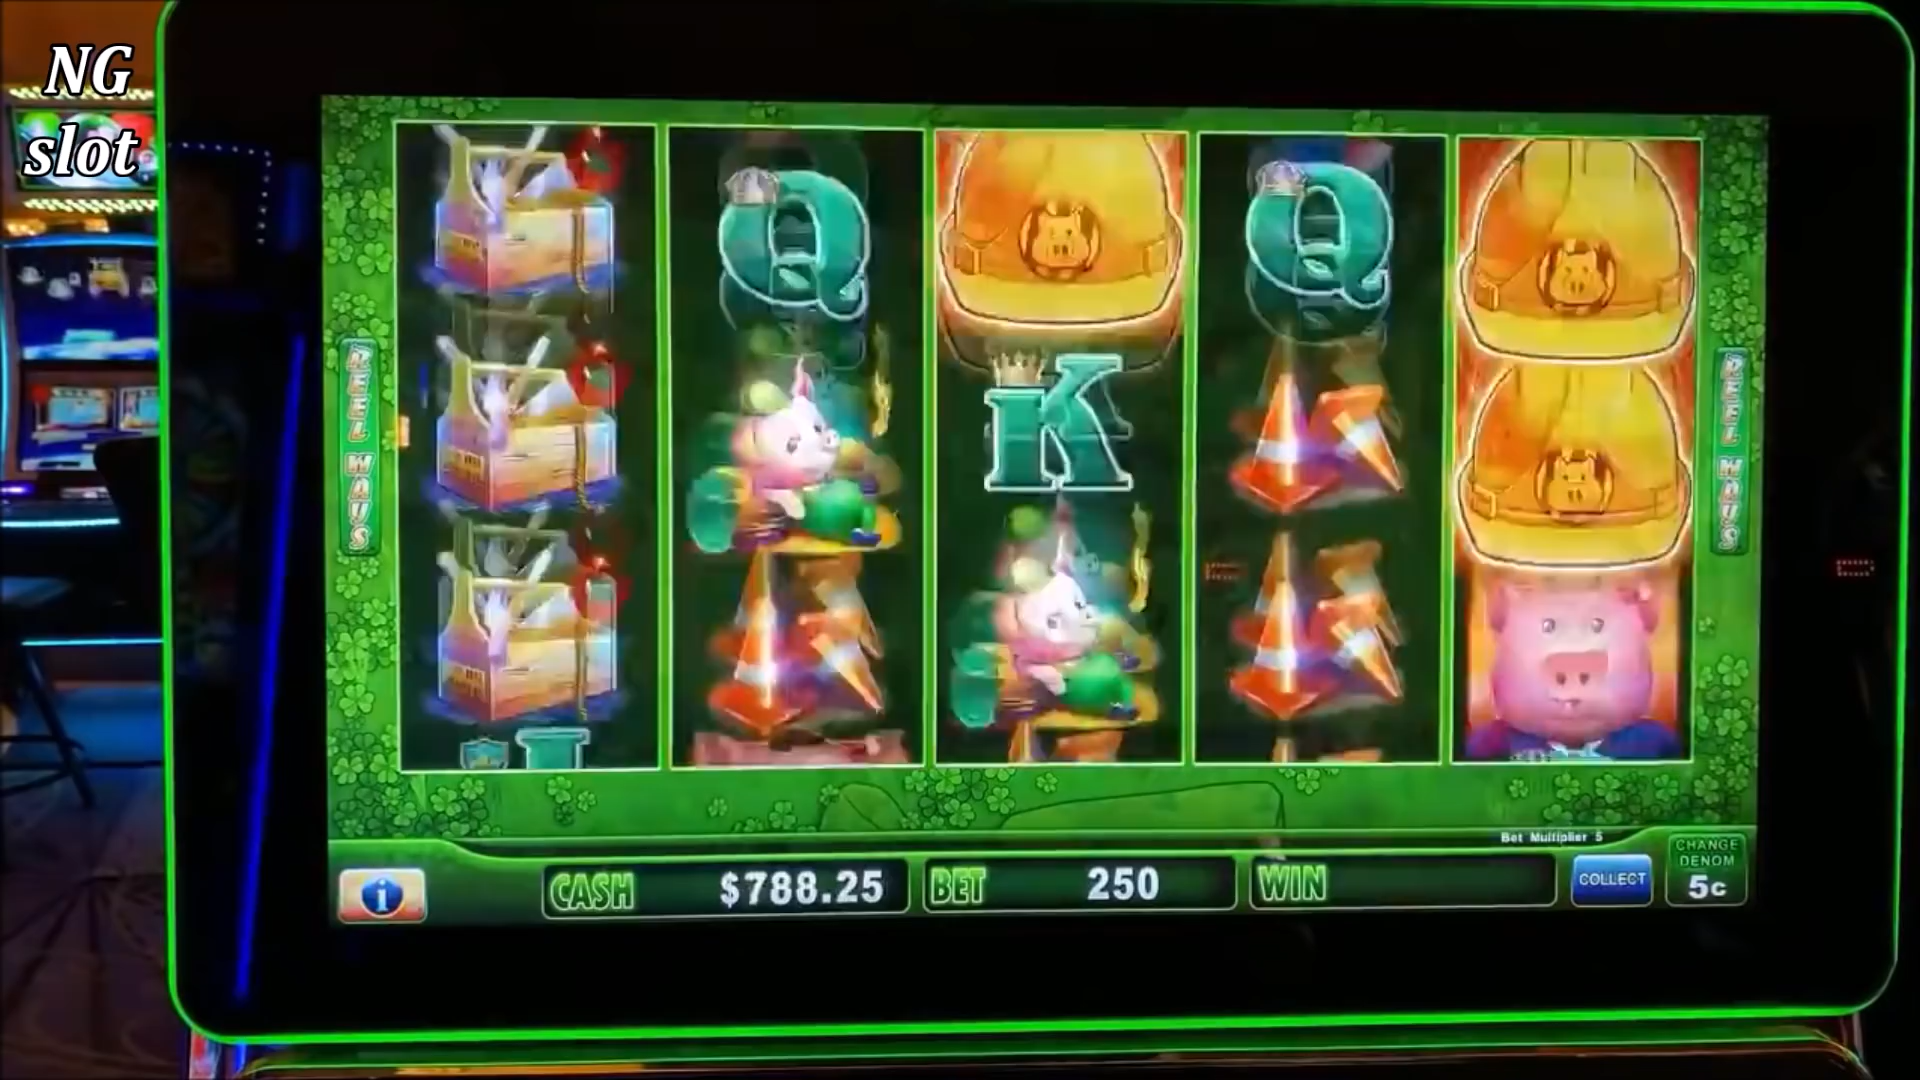 NG
slot
Q
Q
K
REEL WAYS
REEL WAYS
Bet Multiplier 5
CHANGE
DENOM
5c
CASH $788.25
BET 250
WIN
COLLECT
i